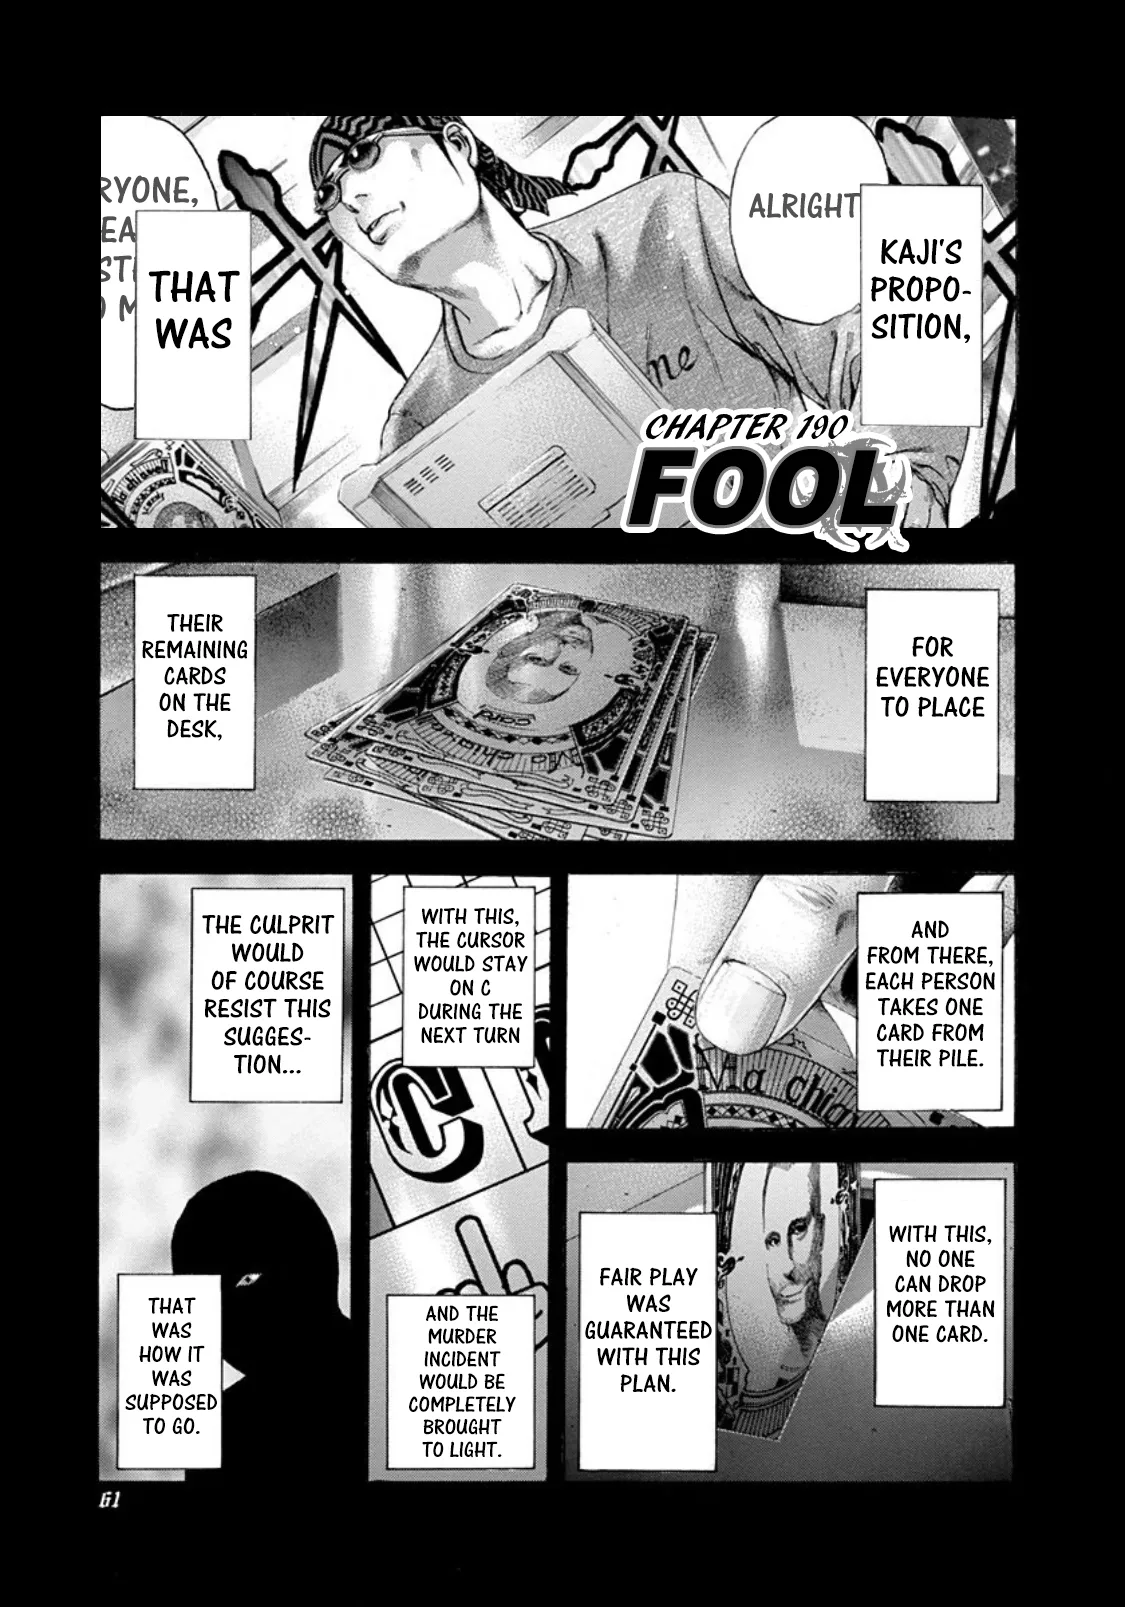 KAJI'S
PROPO-
SITION,
ALRIGHT
THAT
WAS
RYONE,
CHAPTER 190
FOOL
FOR
EVERYONE
TO PLACE
THEIR
REMAINING
CARDS
ON THE
DESK,
AND
FROM THERE,
EACH PERSON
TAKES ONE
CARD FROM
THEIR PILE.
WITH THIS,
NO ONE
CAN DROP
MORE THAN
ONE CARD.
FAIR PLAY
WAS
GUARANTEED
WITH THIS
PLAN.
WITH THIS,
THE CURSOR
WOULD STAY
ON C
DURING THE
NEXT TURN
C
AND THE
MURDER
INCIDENT
WOULD BE
COMPLETELY
BROUGHT
TO LIGHT.
THE CULPRIT
WOULD
OF COURSE
RESIST THIS
SUGGES-
TION...
THAT
WAS
HOW IT
WAS
SUPPOSED
TO GO.
61